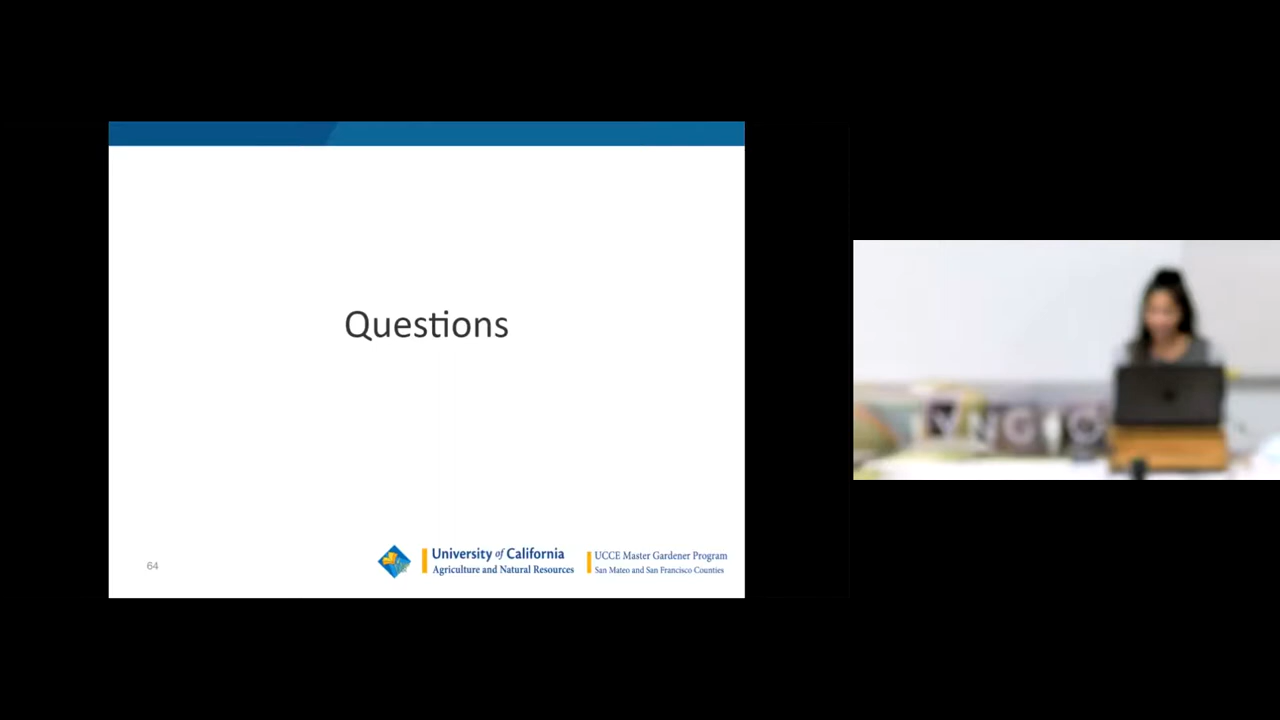 Questions
64
University of California
Agriculture and Natural Resources
UCCE Master Gardener Program
San Mateo and San Francisco Counties